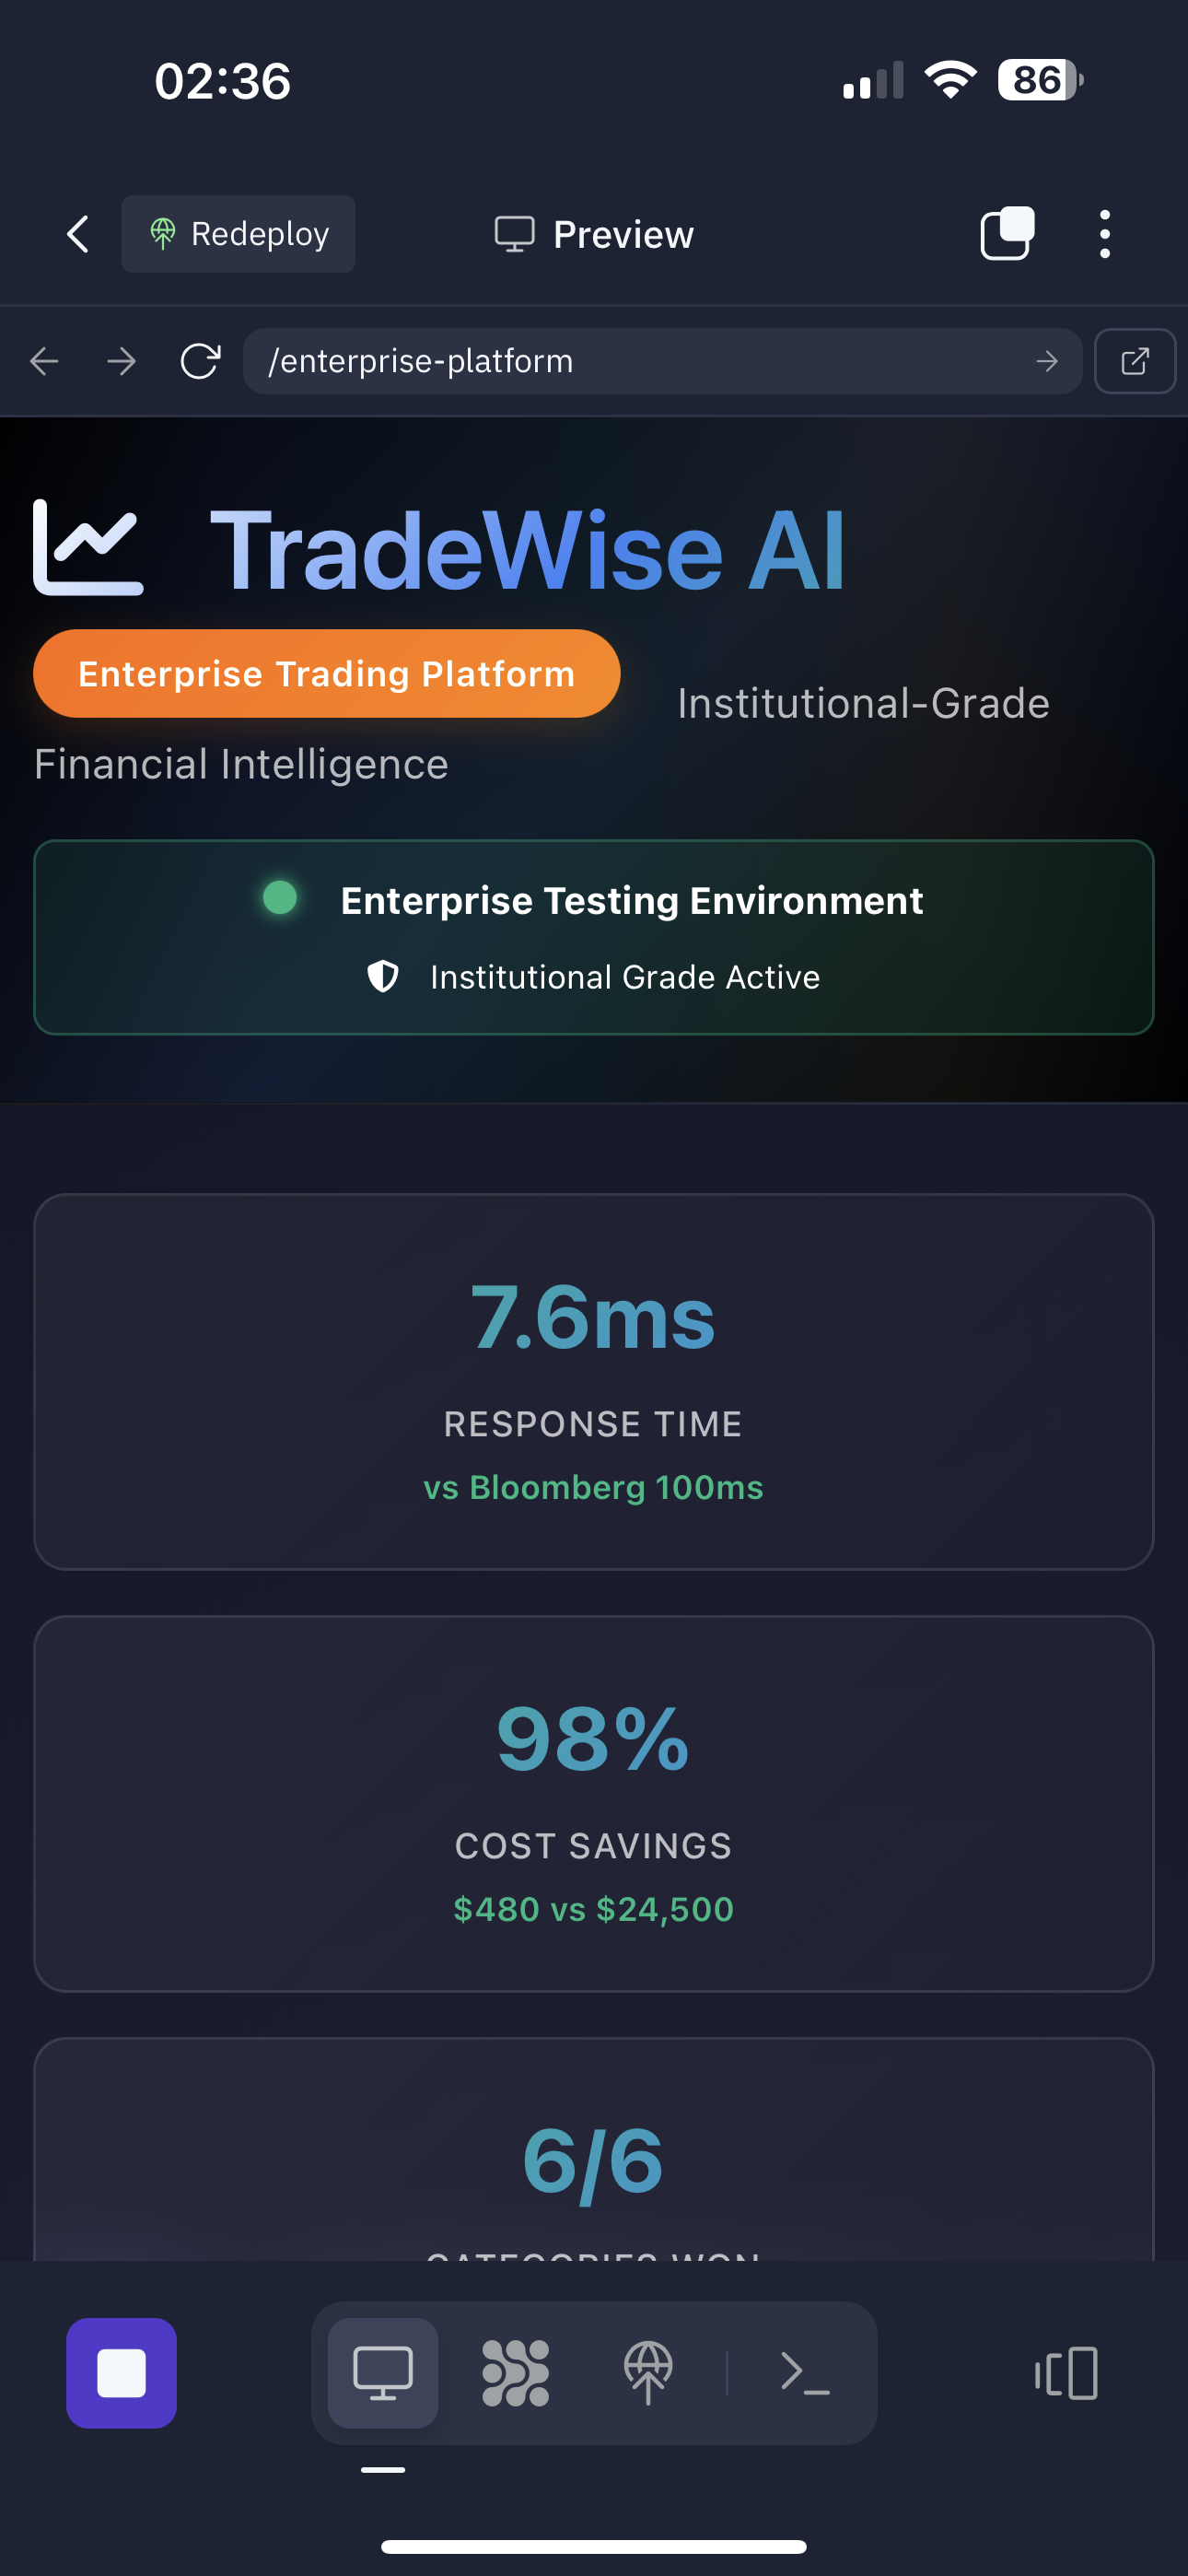 02:36
86
Redeploy
Preview
/enterprise-platform
TradeWise AI
Enterprise Trading Platform
Institutional-Grade
Financial Intelligence
Enterprise Testing Environment
Institutional Grade Active
7.6ms
RESPONSE TIME
vs Bloomberg 100ms
98%
COST SAVINGS
$480 vs $24,500
6/6
CATEGORIES WON